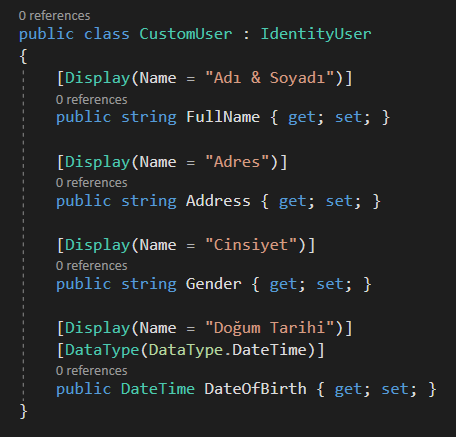 0 references
public class CustomUser : IdentityUser
{
[Display(Name = "Adı & Soyadı")]
0 references
public string FullName { get; set; }
[Display(Name = "Adres")]
0 references
public string Address { get; set; }
[Display(Name = "Cinsiyet")]
0 references
public string Gender { get; set; }
[Display(Name = "Doğum Tarihi")]
[DataType(DataType.DateTime)]
0 references
public DateTime DateOfBirth { get; set; }
}